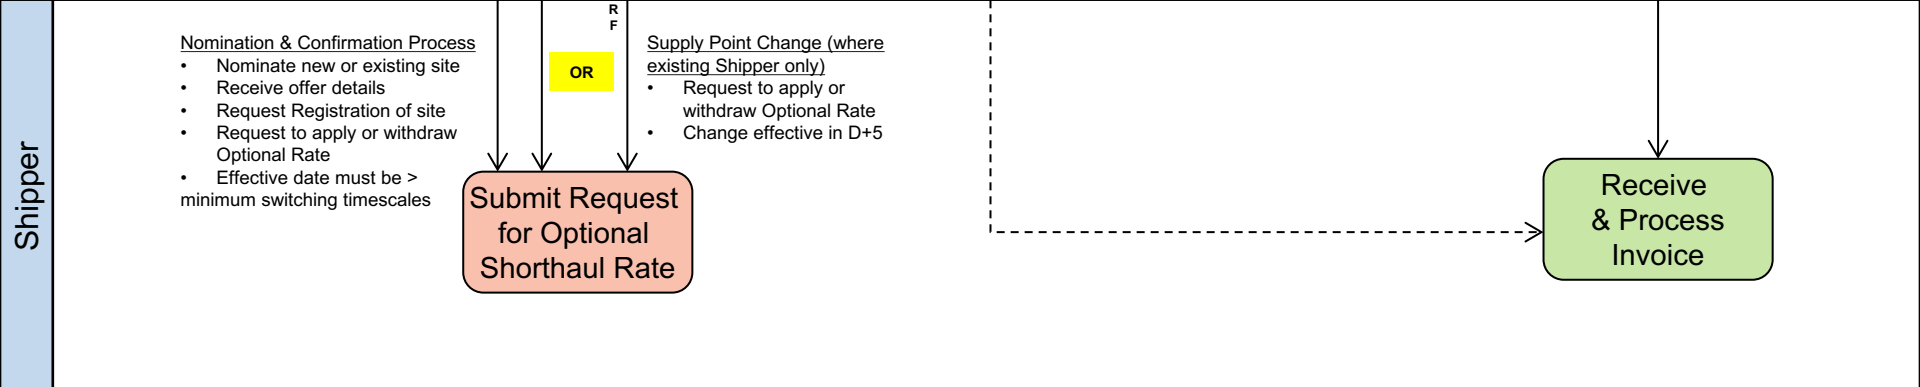 Shipper
R
F
Nomination & Confirmation Process
• Nominate new or existing site
• Receive offer details
• Request Registration of site
• Request to apply or withdraw
Optional Rate
• Effective date must be >
minimum switching timescales
OR
Supply Point Change (where
existing Shipper only)
• Request to apply or
withdraw Optional Rate
• Change effective in D+5
Submit Request
for Optional
Shorthaul Rate
Receive
& Process
Invoice